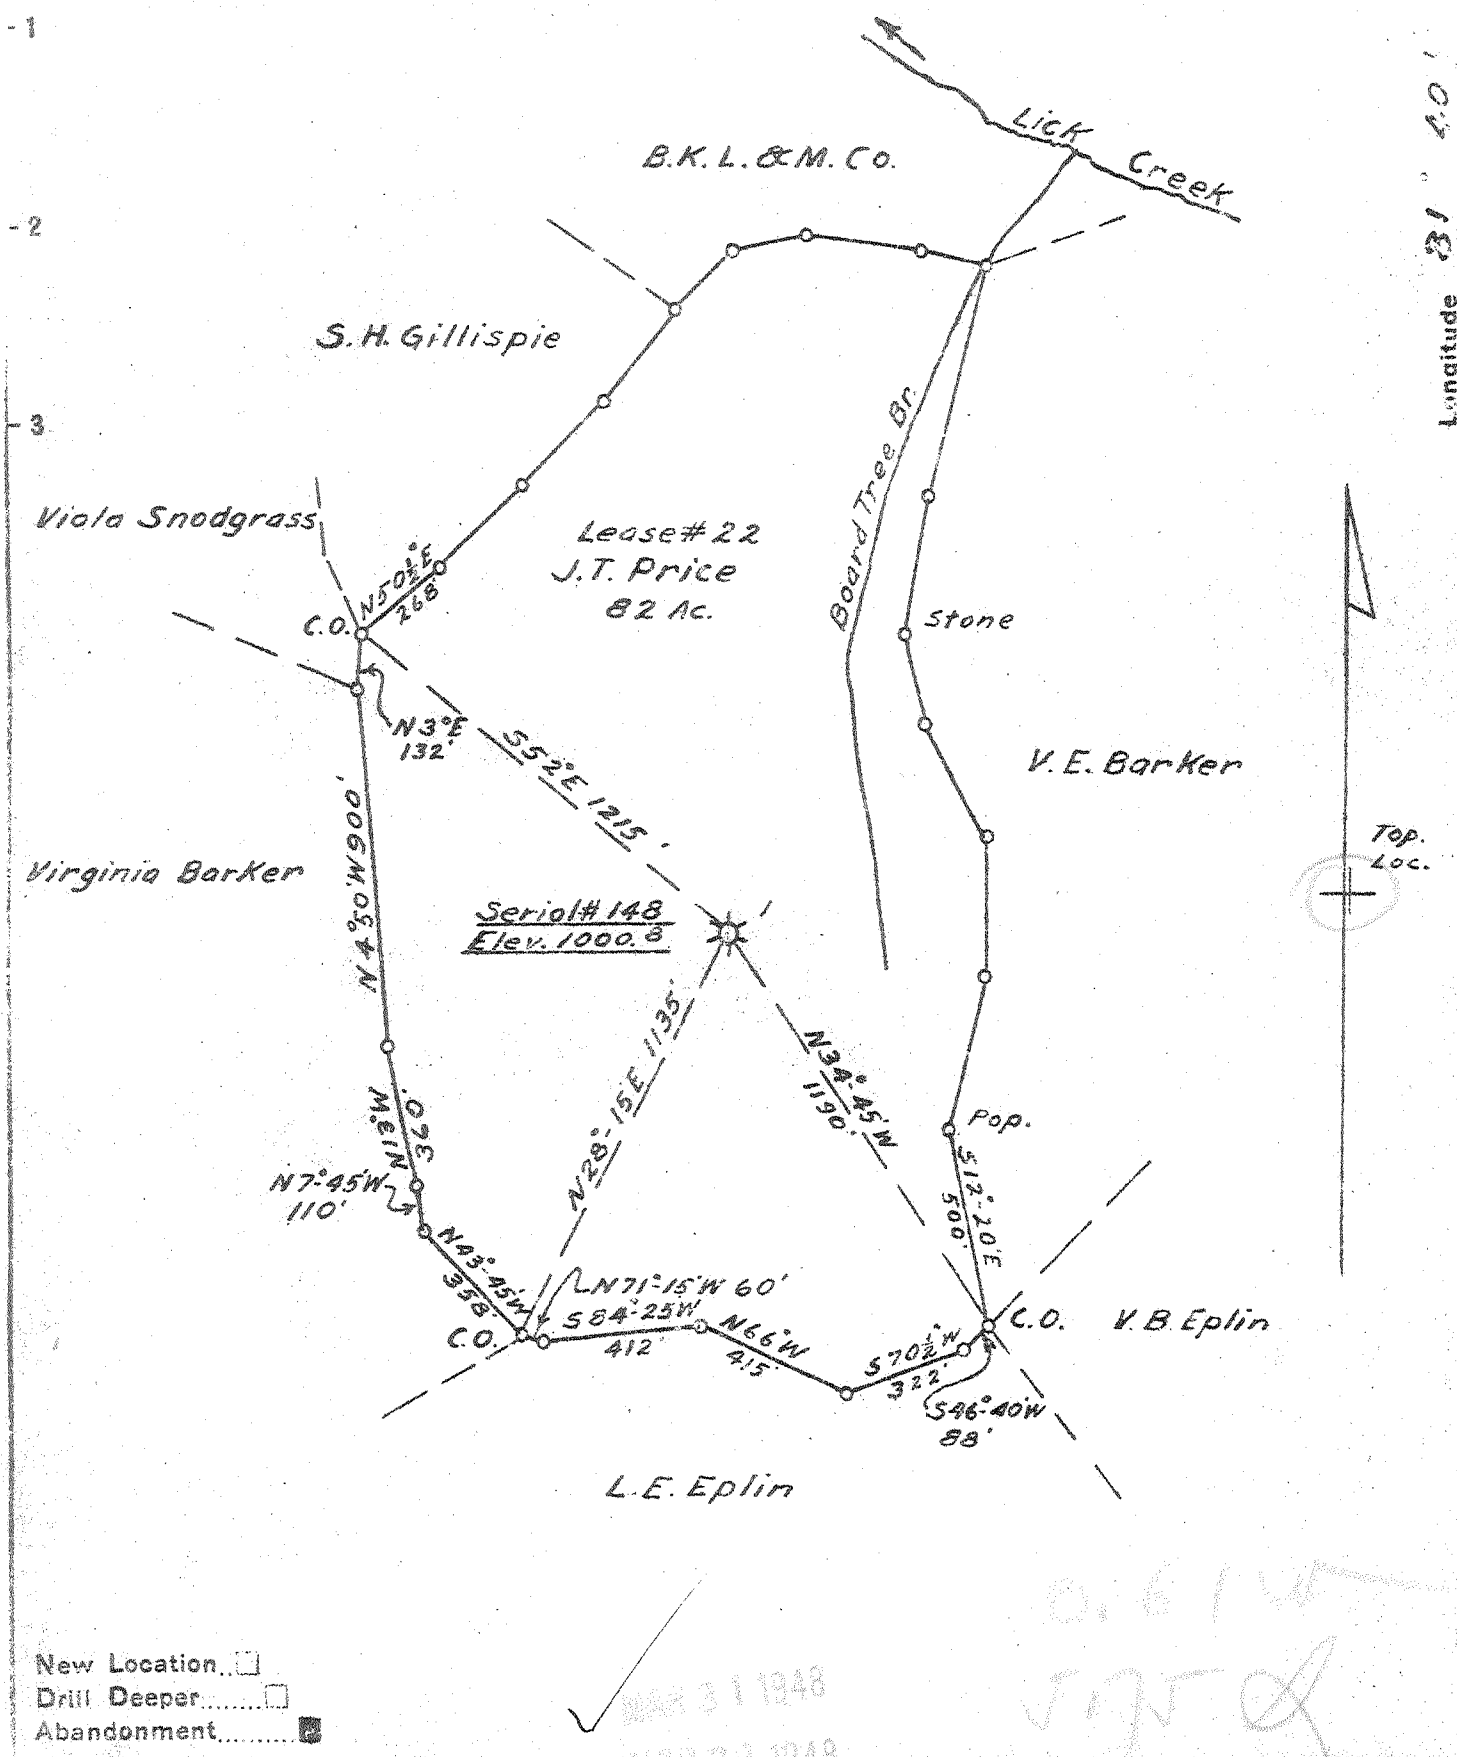 -1
Lick
Creek
B.K.L. & M. Co.
-2
Longitude 81° 40'
S.H. Gillispie
-3
Board Tree Br.
Viola Snodgrass
Lease # 22
J.T. Price
82 Ac.
N50½°E
268'
C.O.
Stone
N3°E
132'
S52°E 1215'
V.E. Barker
N4°50'W 900'
Top.
Loc.
Virginia Barker
Serial # 148
Elev. 1000.8
N28°-15'E 1135'
N34°-45'W
1190'
N13°W
360'
Pop.
S12°-20'E
500'
N7°-45'W
110'
N43°-45'W
358'
N71°-15'W 60'
S84°-25'W
412'
N66°W
415'
S70½°W
322'
C.O.
C.O.
V.B. Eplin
S46°-40'W
88'
L.E. Eplin
New Location
Drill Deeper
Abandonment
MAR 31 1948